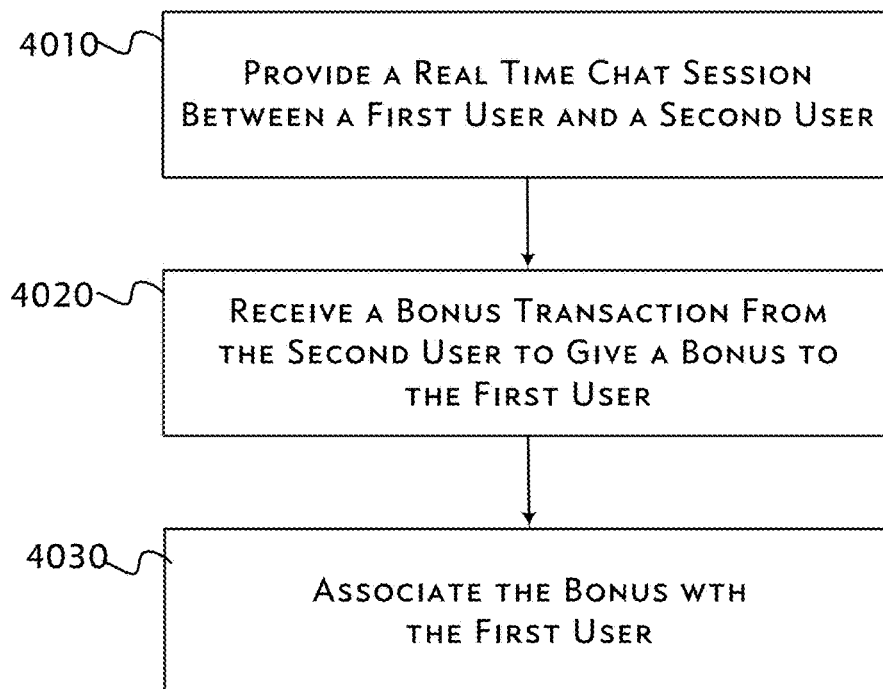 4010
PROVIDE A REAL TIME CHAT SESSION
BETWEEN A FIRST USER AND A SECOND USER
4020
RECEIVE A BONUS TRANSACTION FROM
THE SECOND USER TO GIVE A BONUS TO
THE FIRST USER
4030
ASSOCIATE THE BONUS WTH
THE FIRST USER